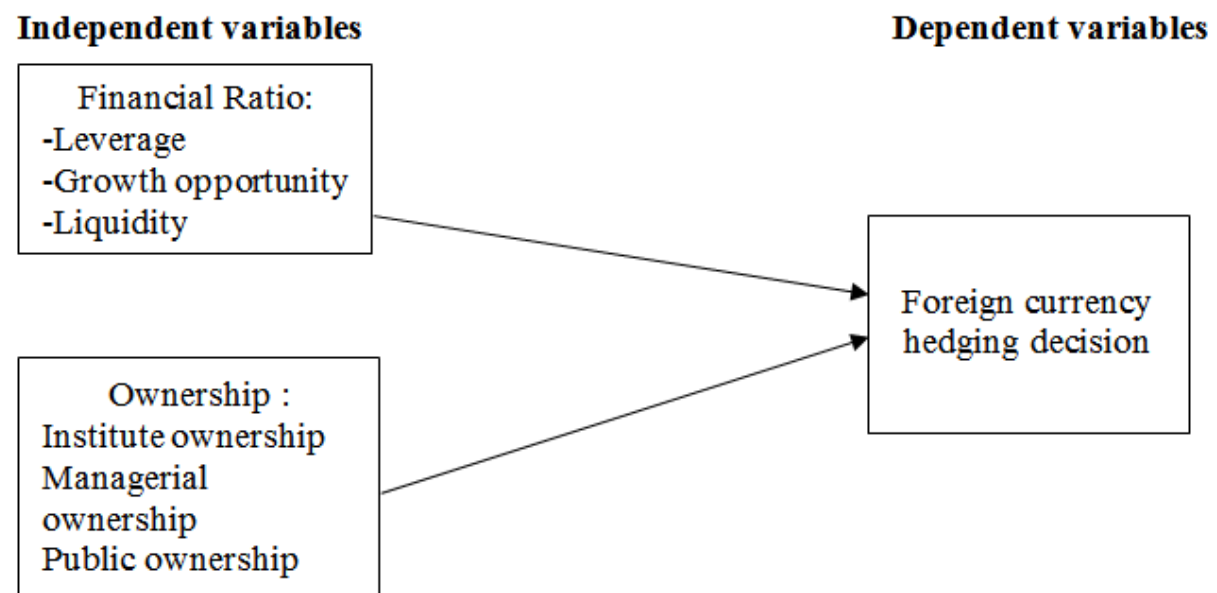 Independent variables
Dependent variables
Financial Ratio:
-Leverage
-Growth opportunity
-Liquidity
Foreign currency
hedging decision
Ownership :
Institute ownership
Managerial
ownership
Public ownership